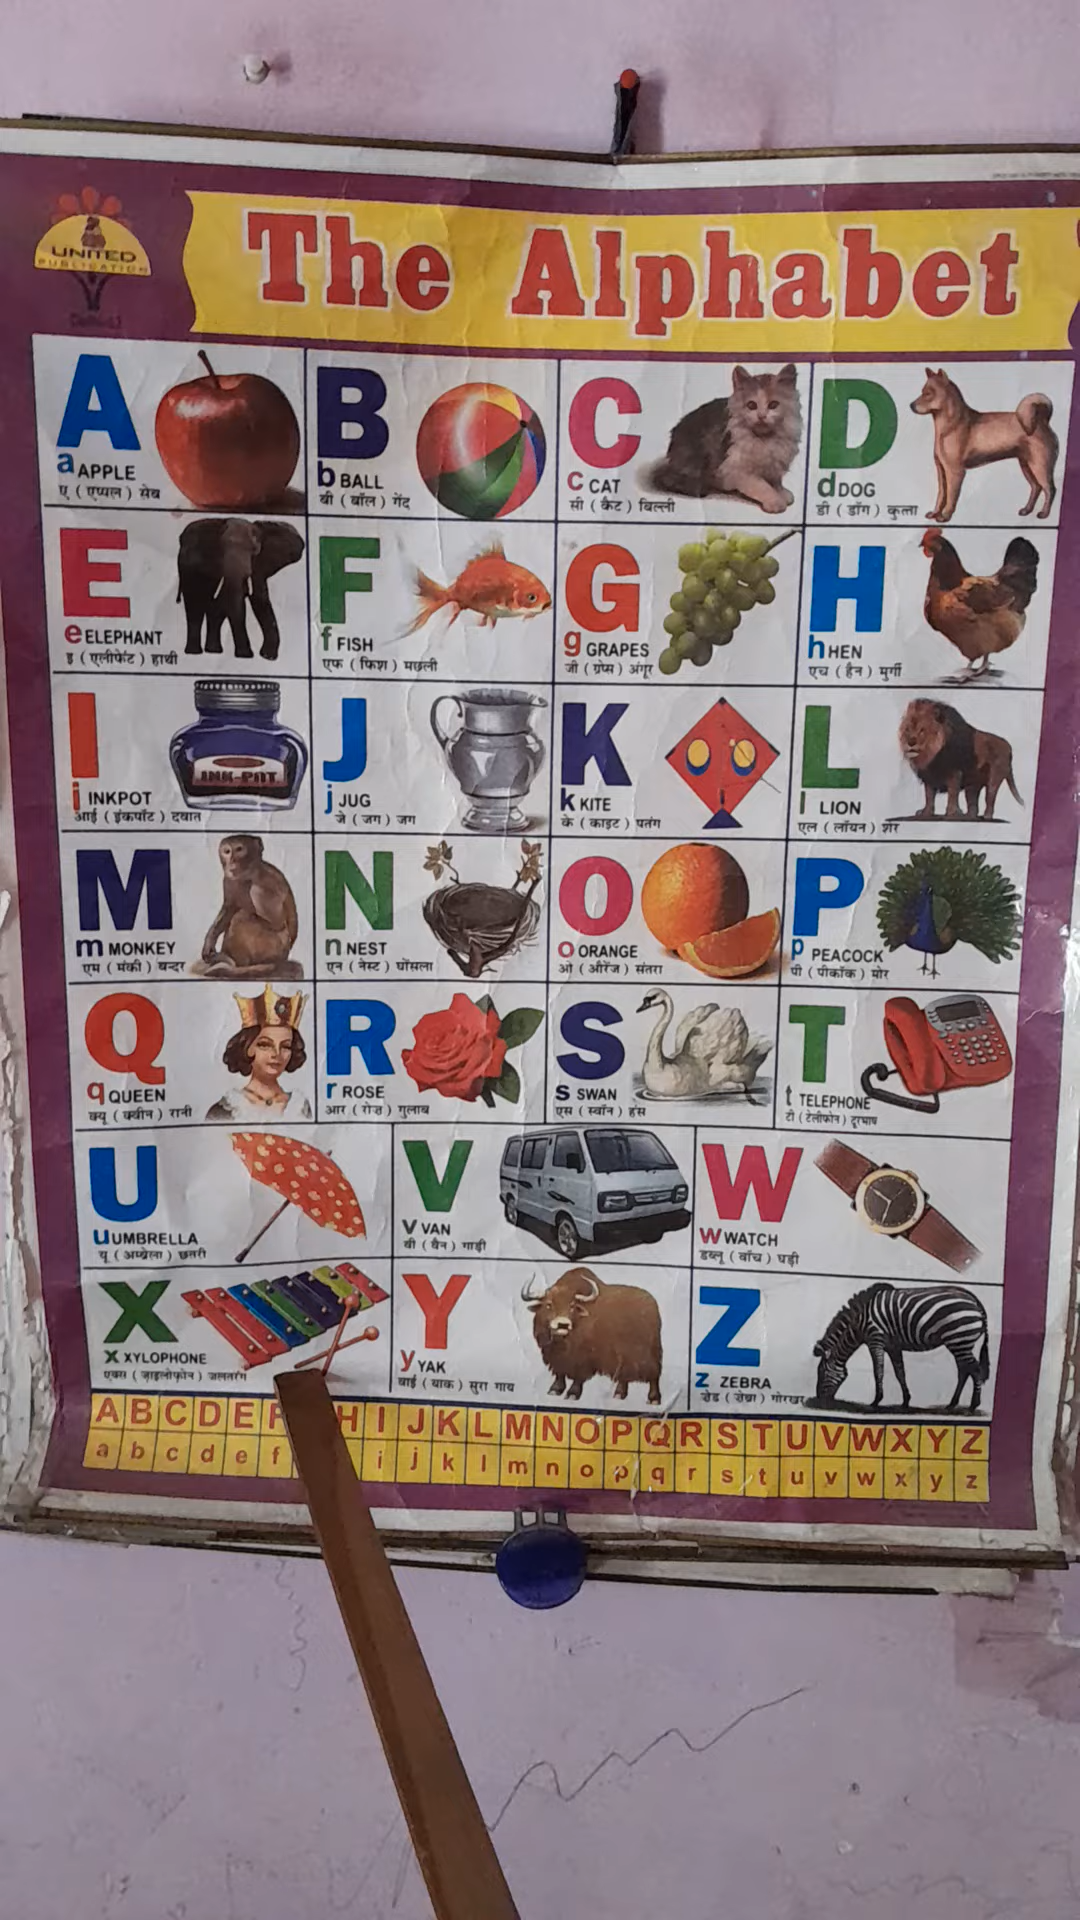 UNITED
PUBLICATION
The Alphabet
A
a APPLE
ए ( एप्पल ) सेब
B
b BALL
बी ( बॉल ) गेंद
C
c CAT
सी ( कैट ) बिल्ली
D
d DOG
डी ( डॉग ) कुत्ता
E
e ELEPHANT
इ ( एलीफेंट ) हाथी
F
f FISH
एफ ( फिश ) मछली
G
g GRAPES
जी ( ग्रेप्स ) अंगूर
H
h HEN
एच ( हैन ) मुर्गी
I
INK-POT
i INKPOT
आई ( इंकपॉट ) दवात
J
j JUG
जे ( जग ) जग
K
k KITE
के ( काइट ) पतंग
L
l LION
एल ( लॉयन ) शेर
M
m MONKEY
एम ( मंकी ) बन्दर
N
n NEST
एन ( नेस्ट ) घोंसला
O
o ORANGE
ओ ( औरेंज ) संतरा
P
p PEACOCK
पी ( पीकॉक ) मोर
Q
q QUEEN
क्यू ( क्वीन ) रानी
R
r ROSE
आर ( रोज़ ) गुलाब
S
s SWAN
एस ( स्वॉन ) हंस
T
t TELEPHONE
टी ( टेलीफोन ) दूरभाष
U
u UMBRELLA
यू ( अम्ब्रेला ) छतरी
V
v VAN
वी ( वैन ) गाड़ी
W
w WATCH
डब्लू ( वॉच ) घड़ी
X
x XYLOPHONE
एक्स ( ज़ाइलोफोन ) जलतरंग
Y
y YAK
वाई ( याक ) सुरा गाय
Z
z ZEBRA
ज़ेड ( ज़ेब्रा ) गोरखर
A B C D E F H I J K L M N O P Q R S T U V W X Y Z
a b c d e f i j k l m n o p q r s t u v w x y z